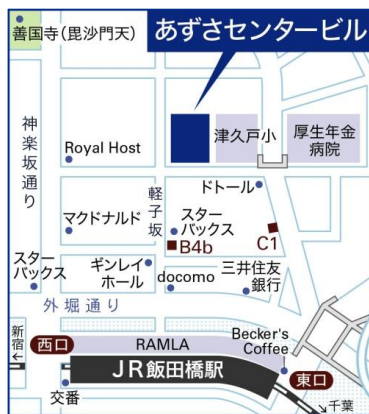 善国寺(毘沙門天)
あずさセンタービル
神楽坂通り
Royal Host
津久戸小
厚生年金
病院
軽子坂
ドトール
マクドナルド
スター
バックス
B4b
C1
スター
バックス
ギンレイ
ホール
docomo
三井住友
銀行
外堀通り
新宿←
西口
RAMLA
Becker's
Coffee
JR飯田橋駅
東口
交番
千葉